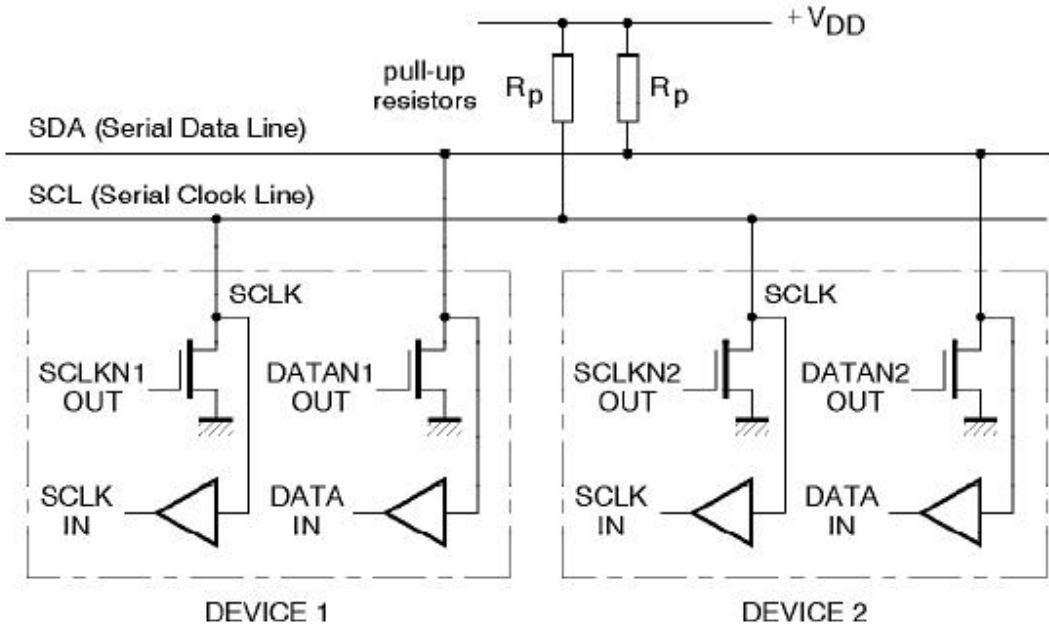 + VDD
pull-up
resistors
Rp
Rp
SDA (Serial Data Line)
SCL (Serial Clock Line)
SCLK
SCLK
SCLKN1
OUT
DATAN1
OUT
SCLKN2
OUT
DATAN2
OUT
SCLK
IN
DATA
IN
SCLK
IN
DATA
IN
DEVICE 1
DEVICE 2